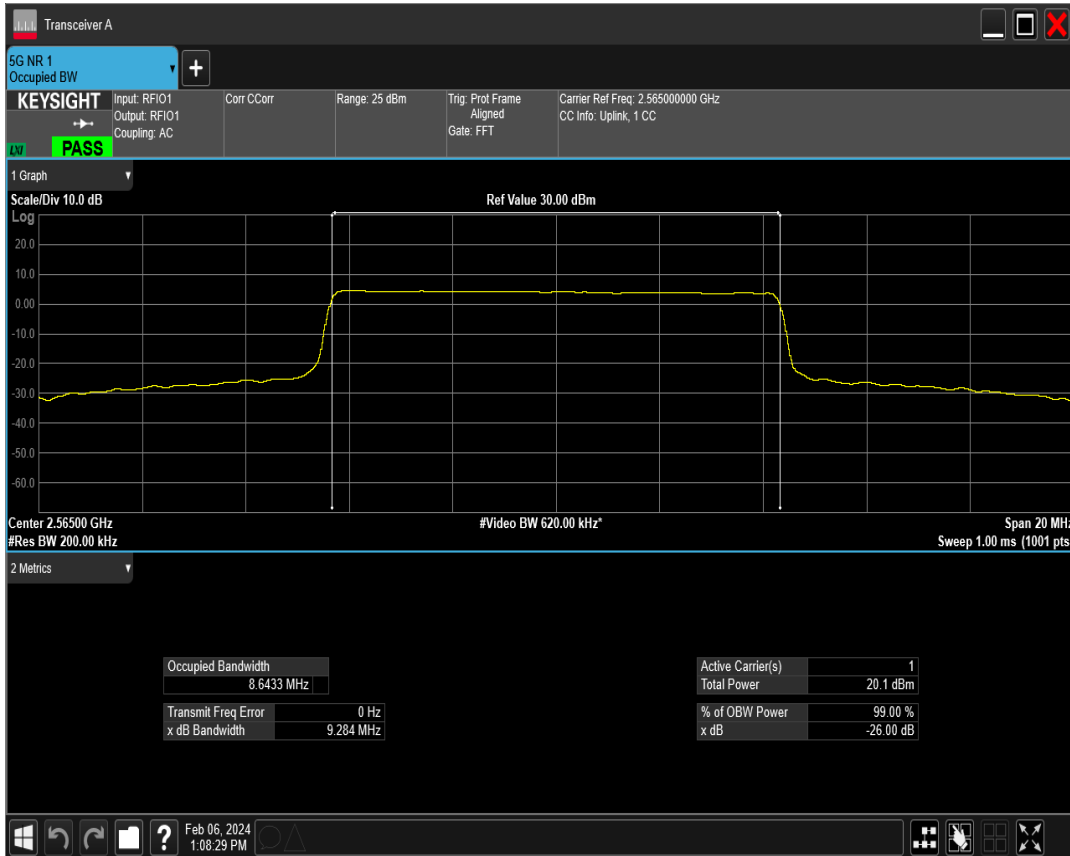 Transceiver A
5G NR 1
Occupied BW
+
KEYSIGHT
LXI
PASS
Input: RFIO1
Output: RFIO1
Coupling: AC
Corr CCorr
Range: 25 dBm
Trig: Prot Frame
Aligned
Gate: FFT
Carrier Ref Freq: 2.565000000 GHz
CC Info: Uplink, 1 CC
1 Graph
Scale/Div 10.0 dB
Ref Value 30.00 dBm
Log
20.0
10.0
0.00
-10.0
-20.0
-30.0
-40.0
-50.0
-60.0
Center 2.56500 GHz
#Video BW 620.00 kHz*
Span 20 MHz
#Res BW 200.00 kHz
Sweep 1.00 ms (1001 pts
2 Metrics
Occupied Bandwidth
8.6433 MHz
Transmit Freq Error 0 Hz
x dB Bandwidth 9.284 MHz
Active Carrier(s) 1
Total Power 20.1 dBm
% of OBW Power 99.00 %
x dB -26.00 dB
?
Feb 06, 2024
1:08:29 PM